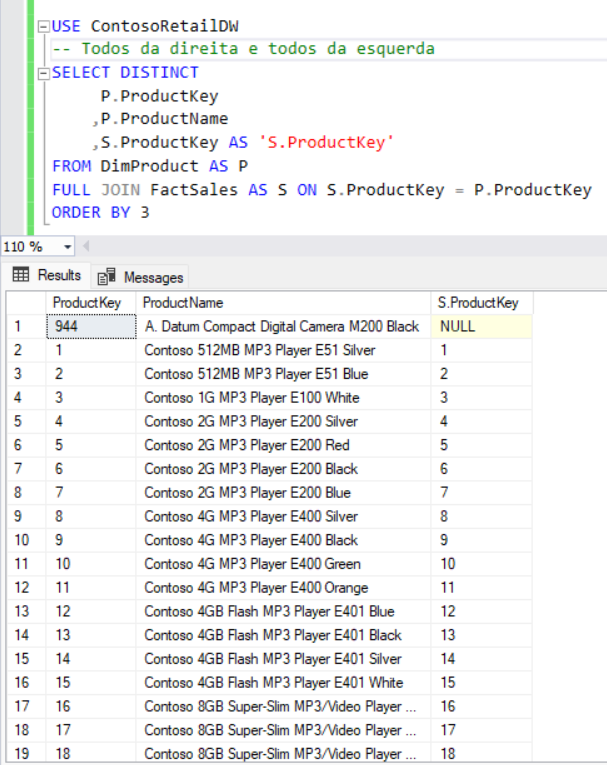 USE ContosoRetailDW
-- Todos da direita e todos da esquerda
SELECT DISTINCT
P.ProductKey
,P.ProductName
,S.ProductKey AS 'S.ProductKey'
FROM DimProduct AS P
FULL JOIN FactSales AS S ON S.ProductKey = P.ProductKey
ORDER BY 3
110 %
Results Messages
ProductKey ProductName S.ProductKey
1 944 A. Datum Compact Digital Camera M200 Black NULL
2 1 Contoso 512MB MP3 Player E51 Silver 1
3 2 Contoso 512MB MP3 Player E51 Blue 2
4 3 Contoso 1G MP3 Player E100 White 3
5 4 Contoso 2G MP3 Player E200 Silver 4
6 5 Contoso 2G MP3 Player E200 Red 5
7 6 Contoso 2G MP3 Player E200 Black 6
8 7 Contoso 2G MP3 Player E200 Blue 7
9 8 Contoso 4G MP3 Player E400 Silver 8
10 9 Contoso 4G MP3 Player E400 Black 9
11 10 Contoso 4G MP3 Player E400 Green 10
12 11 Contoso 4G MP3 Player E400 Orange 11
13 12 Contoso 4GB Flash MP3 Player E401 Blue 12
14 13 Contoso 4GB Flash MP3 Player E401 Black 13
15 14 Contoso 4GB Flash MP3 Player E401 Silver 14
16 15 Contoso 4GB Flash MP3 Player E401 White 15
17 16 Contoso 8GB Super-Slim MP3/Video Player ... 16
18 17 Contoso 8GB Super-Slim MP3/Video Player ... 17
19 18 Contoso 8GB Super-Slim MP3/Video Player ... 18